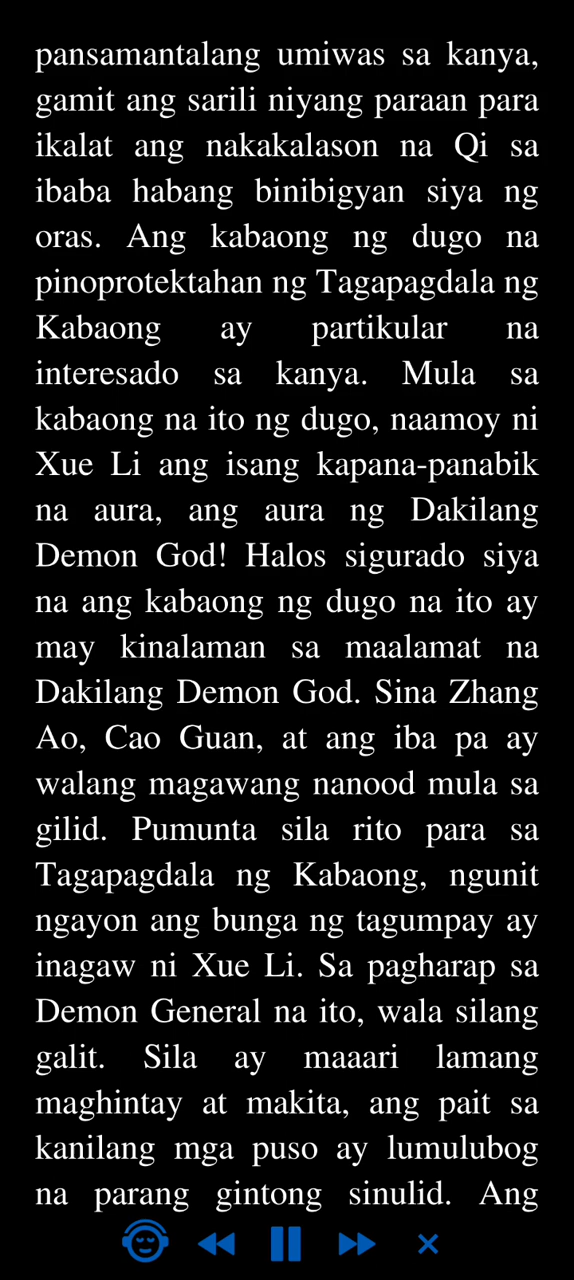 pansamantalang umiwas sa kanya,
gamit ang sarili niyang paraan para
ikalat ang nakakalason na Qi sa
ibaba habang binibigyan siya ng
oras. Ang kabaong ng dugo na
pinoprotektahan ng Tagapagdala ng
Kabaong ay partikular na
interesado sa kanya. Mula sa
kabaong na ito ng dugo, naamoy ni
Xue Li ang isang kapana-panabik
na aura, ang aura ng Dakilang
Demon God! Halos sigurado siya
na ang kabaong ng dugo na ito ay
may kinalaman sa maalamat na
Dakilang Demon God. Sina Zhang
Ao, Cao Guan, at ang iba pa ay
walang magawang nanood mula sa
gilid. Pumunta sila rito para sa
Tagapagdala ng Kabaong, ngunit
ngayon ang bunga ng tagumpay ay
inagaw ni Xue Li. Sa pagharap sa
Demon General na ito, wala silang
galit. Sila ay maaari lamang
maghintay at makita, ang pait sa
kanilang mga puso ay lumulubog
na parang gintong sinulid. Ang